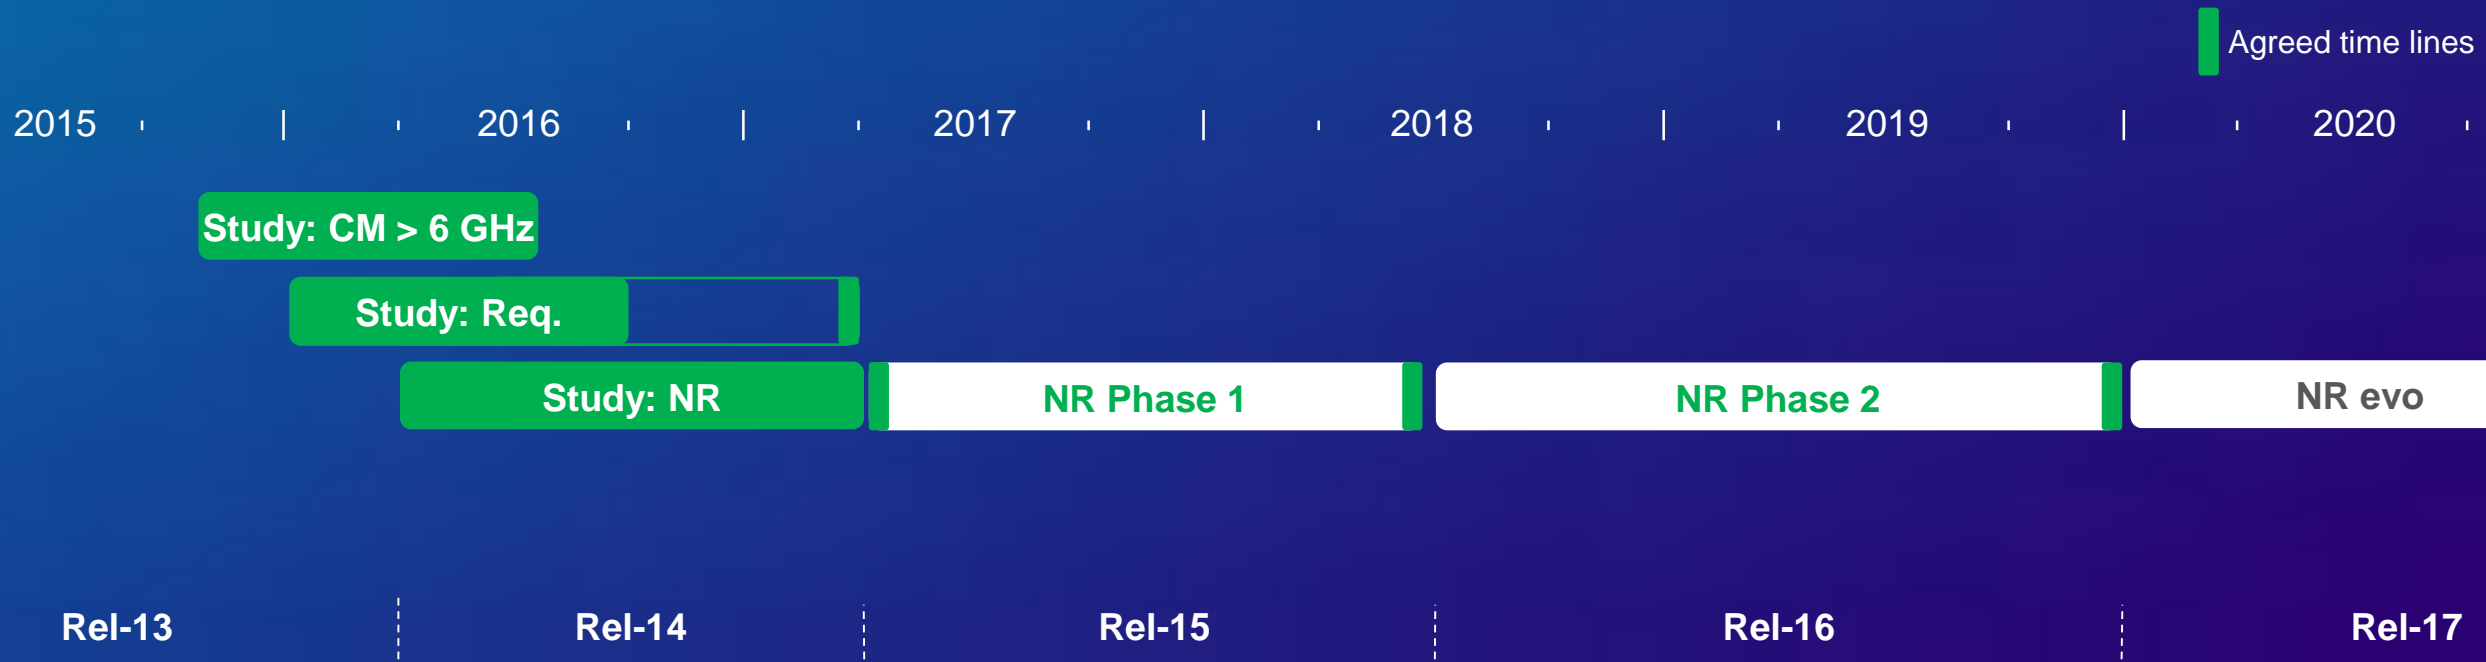 Agreed time lines
2015 2016 2017 2018 2019 2020
Study: CM > 6 GHz
Study: Req.
Study: NR NR Phase 1 NR Phase 2 NR evo
Rel-13 Rel-14 Rel-15 Rel-16 Rel-17